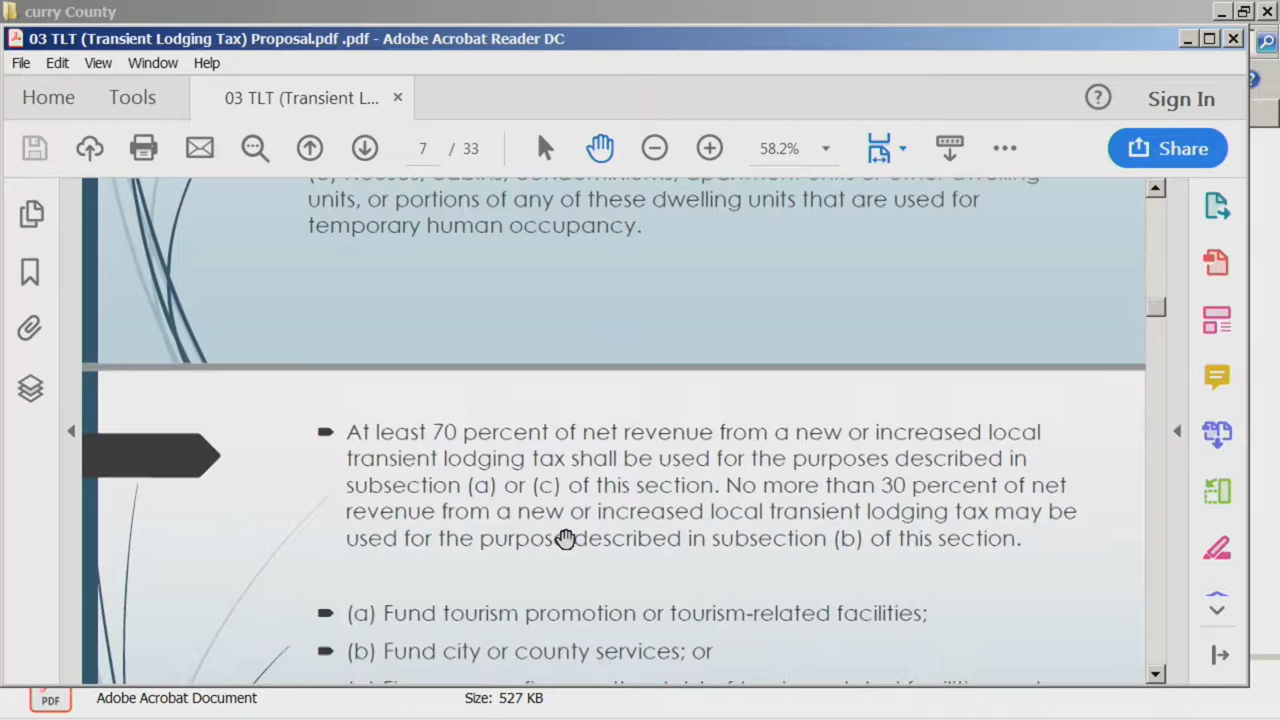 curry County
03 TLT (Transient Lodging Tax) Proposal.pdf .pdf - Adobe Acrobat Reader DC
File Edit View Window Help
Home Tools 03 TLT (Transient L... × Sign In
7 / 33 58.2% Share
units, or portions of any of these dwelling units that are used for
temporary human occupancy.
At least 70 percent of net revenue from a new or increased local
transient lodging tax shall be used for the purposes described in
subsection (a) or (c) of this section. No more than 30 percent of net
revenue from a new or increased local transient lodging tax may be
used for the purpose described in subsection (b) of this section.
(a) Fund tourism promotion or tourism-related facilities;
(b) Fund city or county services; or
PDF Adobe Acrobat Document Size: 527 KB